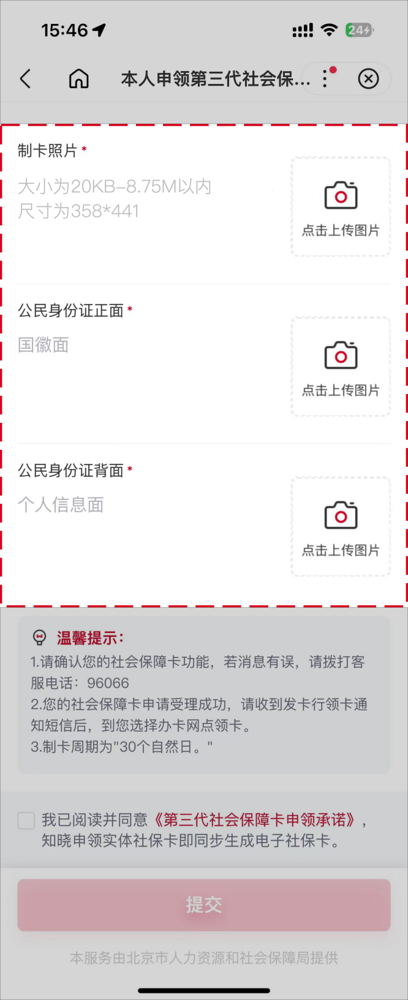 15:46
24
本人申领第三代社会保...
制卡照片*
大小为20KB-8.75M以内
尺寸为358*441
点击上传图片
公民身份证正面*
国徽面
点击上传图片
公民身份证背面*
个人信息面
点击上传图片
温馨提示：
1.请确认您的社会保障卡功能，若消息有误，请拨打客
服电话：96066
2.您的社会保障卡申请受理成功，请收到发卡行领卡通
知短信后，到您选择办卡网点领卡。
3.制卡周期为"30个自然日。"
我已阅读并同意《第三代社会保障卡申领承诺》，
知晓申领实体社保卡即同步生成电子社保卡。
提交
本服务由北京市人力资源和社会保障局提供